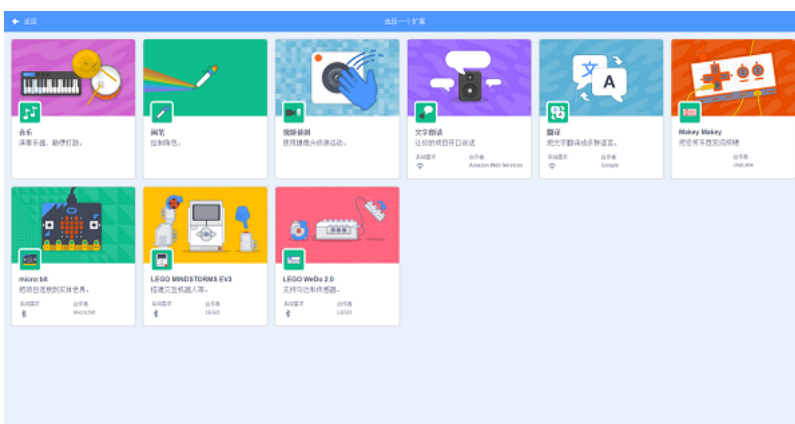 返回
选择一个扩展
音乐
演奏乐器，敲锣打鼓。
画笔
绘制角色。
视频侦测
使用摄像头侦测运动。
文字朗读
让你的项目开口说话
系统需求
合作者
Amazon Web Services
翻译
把文字翻译成多种语言。
系统需求
合作者
Google
Makey Makey
把任何东西变成按键
合作者
JoyLabz
micro:bit
把项目连接到实体世界。
系统需求
合作者
micro:bit
LEGO MINDSTORMS EV3
搭建交互机器人等。
系统需求
合作者
LEGO
LEGO WeDo 2.0
支持马达和传感器。
系统需求
合作者
LEGO
文
A